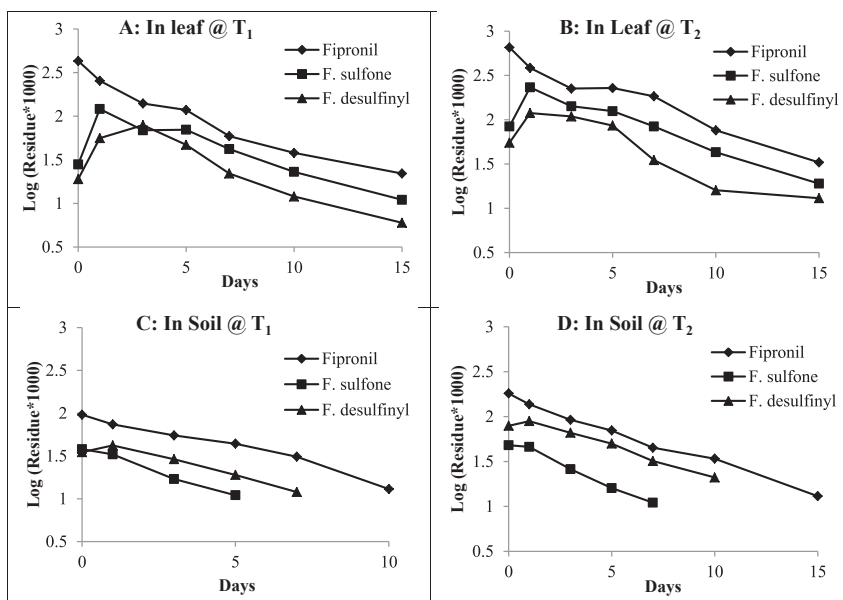 A: In leaf @ T1
Log (Residue*1000)
3
2.5
2
1.5
1
0.5
0
5
10
15
Days
Fipronil
F. sulfone
F. desulfinyl
B: In Leaf @ T2
Log (Residue*1000)
3
2.5
2
1.5
1
0.5
0
5
10
15
Days
Fipronil
F. sulfone
F. desulfinyl
C: In Soil @ T1
Log (Residue*1000)
3
2.5
2
1.5
1
0.5
0
5
10
Days
Fipronil
F. sulfone
F. desulfinyl
D: In Soil @ T2
Log (Residue*1000)
3
2.5
2
1.5
1
0.5
0
5
10
15
Days
Fipronil
F. sulfone
F. desulfinyl